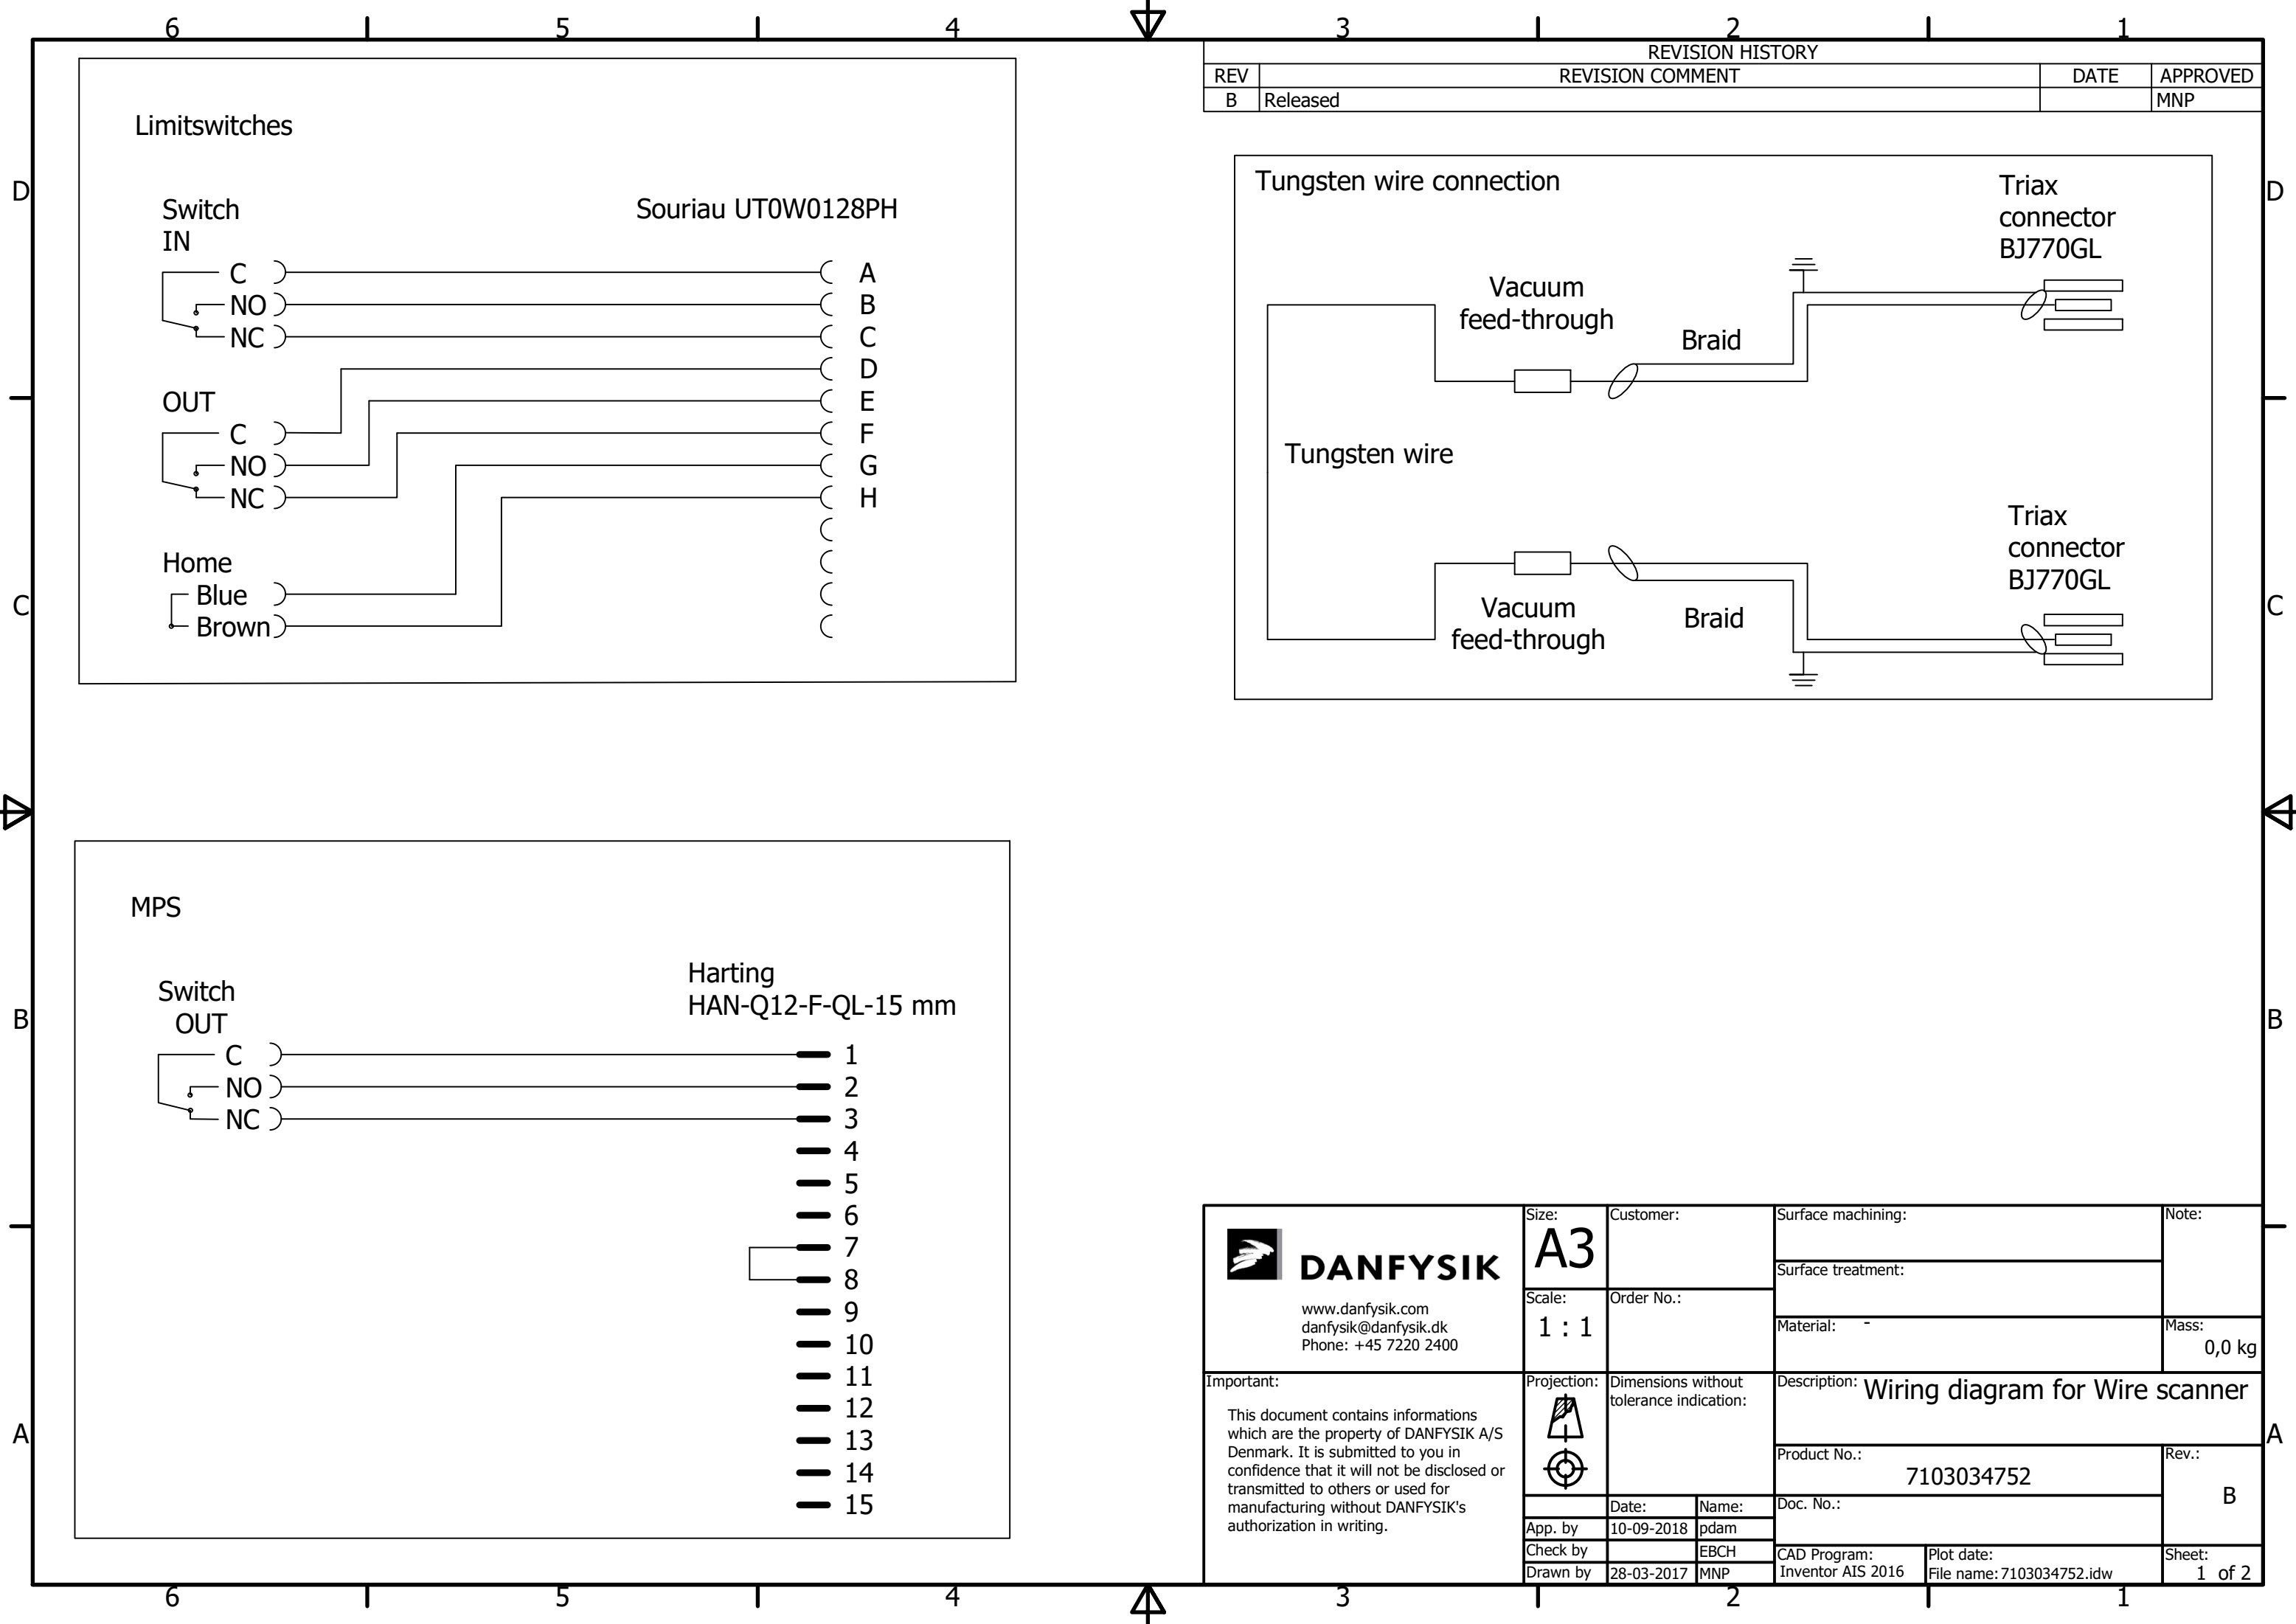 6 5 4 3 2 1
REVISION HISTORY
REV REVISION COMMENT DATE APPROVED
B Released MNP
D
C
B
A
D
C
B
A
Limitswitches
Switch
IN
Souriau UT0W0128PH
C A
NO B
NC C
D
E
OUT
C F
NO G
NC H
Home
Blue
Brown
Tungsten wire connection
Triax
connector
BJ770GL
Vacuum
feed-through
Braid
Tungsten wire
Triax
connector
BJ770GL
Vacuum
feed-through
Braid
MPS
Harting
HAN-Q12-F-QL-15 mm
Switch
OUT
C 1
NO 2
NC 3
4
5
6
7
8
9
10
11
12
13
14
15
DANFYSIK
www.danfysik.com
danfysik@danfysik.dk
Phone: +45 7220 2400
Important:
This document contains informations
which are the property of DANFYSIK A/S
Denmark. It is submitted to you in
confidence that it will not be disclosed or
transmitted to others or used for
manufacturing without DANFYSIK's
authorization in writing.
Size:
A3
Customer:
Scale:
1 : 1
Order No.:
Surface machining:
Surface treatment:
Material: -
Note:
Mass:
0,0 kg
Projection:
Dimensions without
tolerance indication:
Description: Wiring diagram for Wire scanner
Product No.:
7103034752
Rev.:
B
Date: Name:
App. by 10-09-2018 pdam
Check by EBCH
Drawn by 28-03-2017 MNP
Doc. No.:
CAD Program:
Inventor AIS 2016
Plot date:
File name: 7103034752.idw
Sheet:
1 of 2
6 5 4 3 2 1